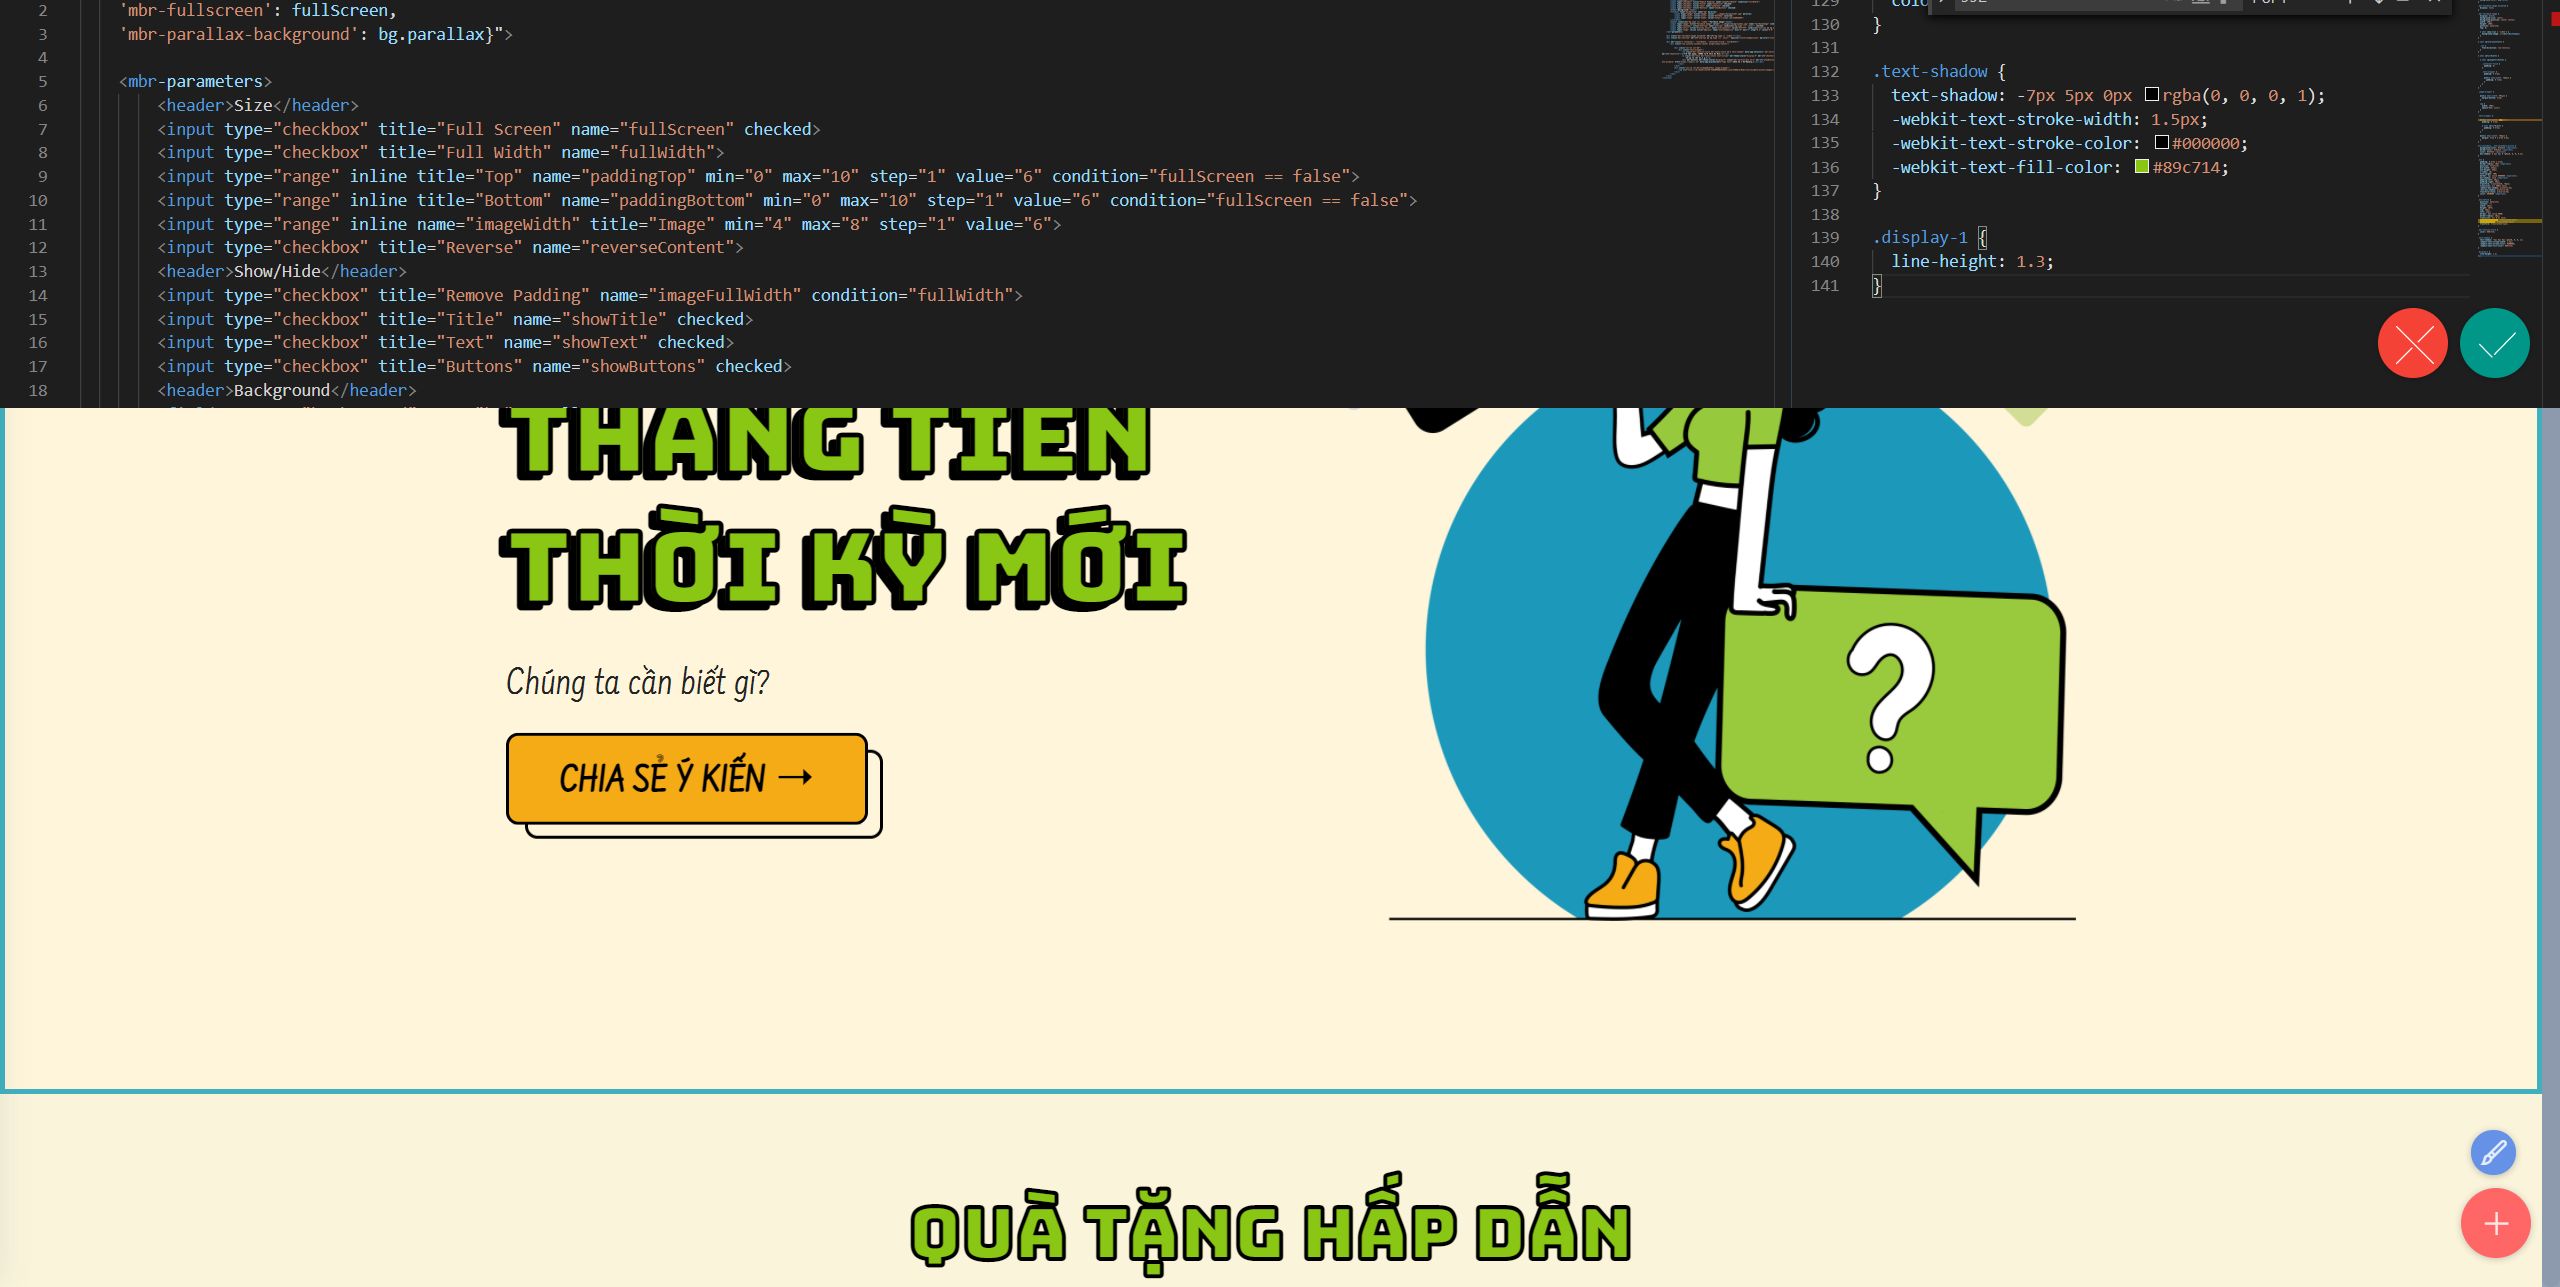 2 'mbr-fullscreen': fullScreen,
3 'mbr-parallax-background': bg.parallax}">
4
5 <mbr-parameters>
6 <header>Size</header>
7 <input type="checkbox" title="Full Screen" name="fullScreen" checked>
8 <input type="checkbox" title="Full Width" name="fullWidth">
9 <input type="range" inline title="Top" name="paddingTop" min="0" max="10" step="1" value="6" condition="fullScreen == false">
10 <input type="range" inline title="Bottom" name="paddingBottom" min="0" max="10" step="1" value="6" condition="fullScreen == false">
11 <input type="range" inline name="imageWidth" title="Image" min="4" max="8" step="1" value="6">
12 <input type="checkbox" title="Reverse" name="reverseContent">
13 <header>Show/Hide</header>
14 <input type="checkbox" title="Remove Padding" name="imageFullWidth" condition="fullWidth">
15 <input type="checkbox" title="Title" name="showTitle" checked>
16 <input type="checkbox" title="Text" name="showText" checked>
17 <input type="checkbox" title="Buttons" name="showButtons" checked>
18 <header>Background</header>
129
130 }
131
132 .text-shadow {
133 text-shadow: -7px 5px 0px rgba(0, 0, 0, 1);
134 -webkit-text-stroke-width: 1.5px;
135 -webkit-text-stroke-color: #000000;
136 -webkit-text-fill-color: #89c714;
137 }
138
139 .display-1 {
140 line-height: 1.3;
141 }
THỜI KỲ MỚI
Chúng ta cần biết gì?
CHIA SẺ Ý KIẾN →
?
QUÀ TẶNG HẤP DẪN